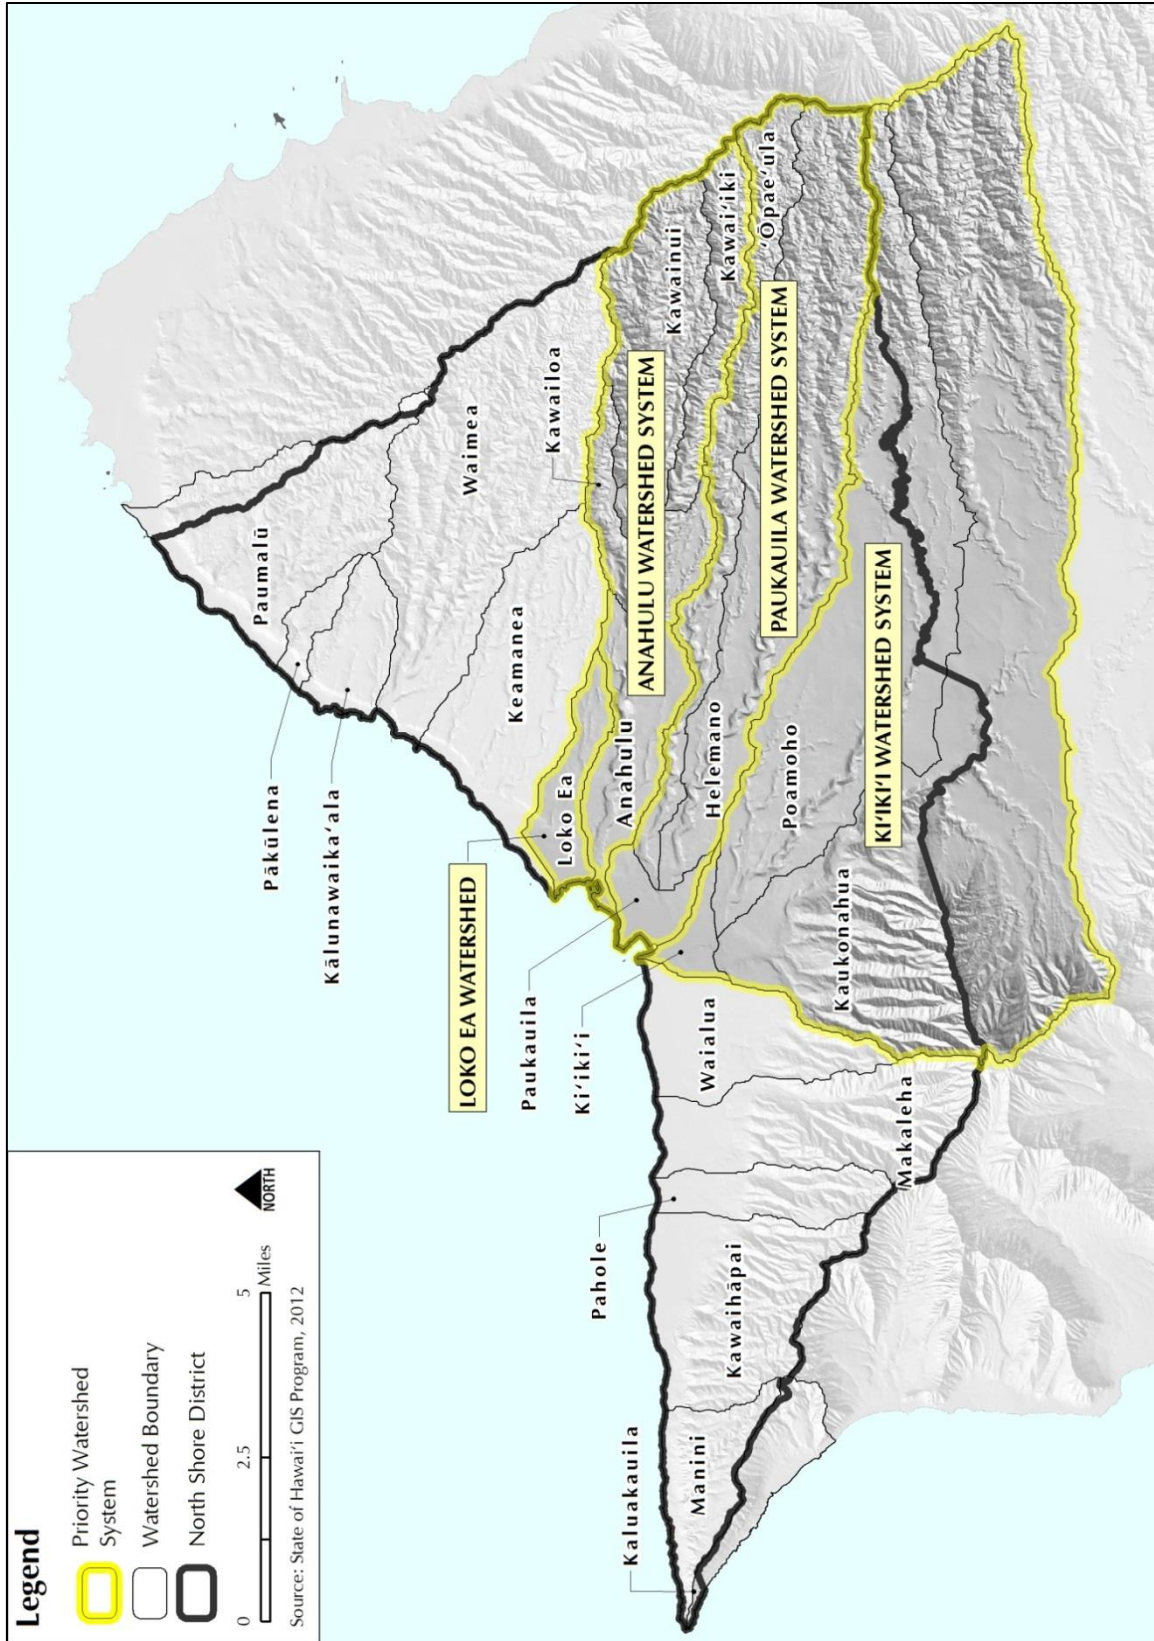 Legend
Priority Watershed
System
Watershed Boundary
North Shore District
0 2.5 5 Miles
NORTH
Source: State of Hawai‘i GIS Program, 2012
Paumalū
Pākūlena
Kālunawaika‘ala
Waimea
Keamanea
Kawailoa
LOKO EA WATERSHED
Loko Ea
ANAHULU WATERSHED SYSTEM
Anahulu
Kawainui
Kawai‘iki
‘Ōpae‘ula
PAUKAUILA WATERSHED SYSTEM
Helemano
Paukauila
Ki‘iki‘i
Poamoho
KI‘IKI‘I WATERSHED SYSTEM
Kaukonahua
Waialua
Makaleha
Pahole
Kawaihāpai
Manini
Kaluakauila